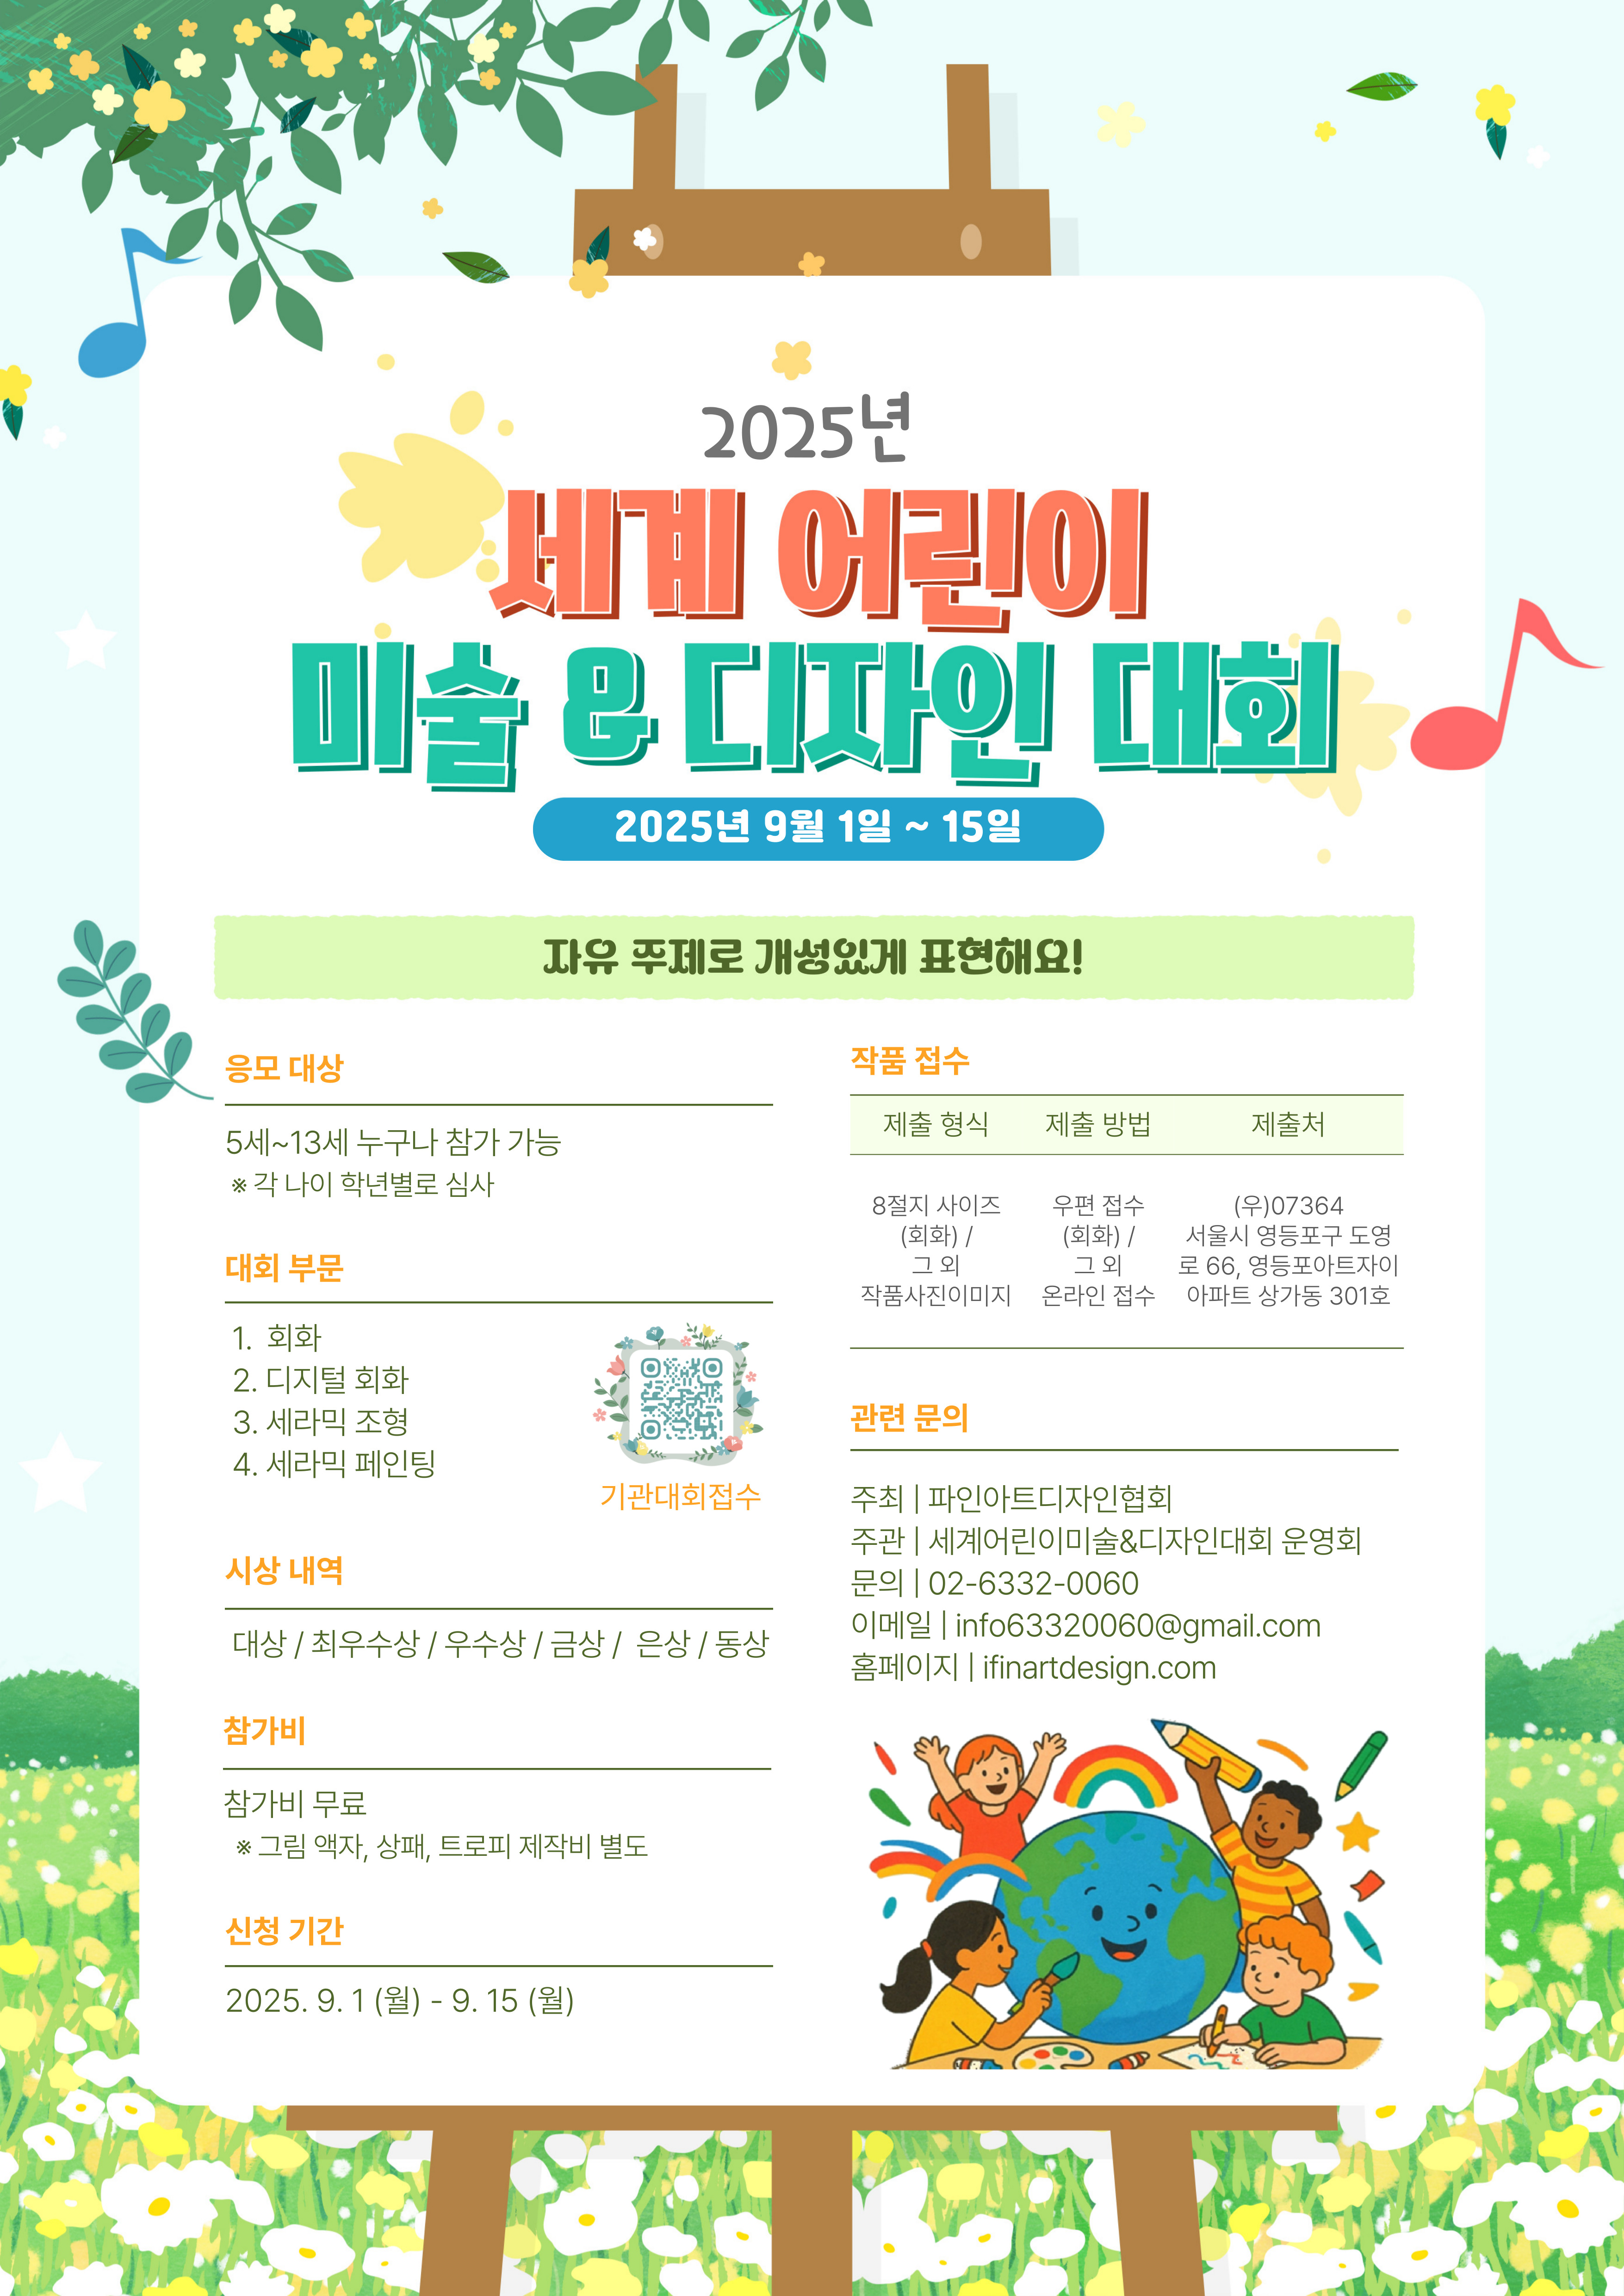 2025년
세계 어린이
미술 & 디자인 대회
2025년 9월 1일 ~ 15일
자유 주제로 개성있게 표현해요!
응모 대상
5세~13세 누구나 참가 가능
※ 각 나이 학년별로 심사
대회 부문
1. 회화
2. 디지털 회화
3. 세라믹 조형
4. 세라믹 페인팅
기관대회접수
시상 내역
대상 / 최우수상 / 우수상 / 금상 / 은상 / 동상
참가비
참가비 무료
※ 그림 액자, 상패, 트로피 제작비 별도
신청 기간
2025. 9. 1 (월) - 9. 15 (월)
작품 접수
제출 형식 제출 방법 제출처
8절지 사이즈
(회화) /
그 외
작품사진이미지
우편 접수
(회화) /
그 외
온라인 접수
(우)07364
서울시 영등포구 도영
로 66, 영등포아트자이
아파트 상가동 301호
관련 문의
주최 | 파인아트디자인협회
주관 | 세계어린이미술&디자인대회 운영회
문의 | 02-6332-0060
이메일 | info63320060@gmail.com
홈페이지 | ifinartdesign.com